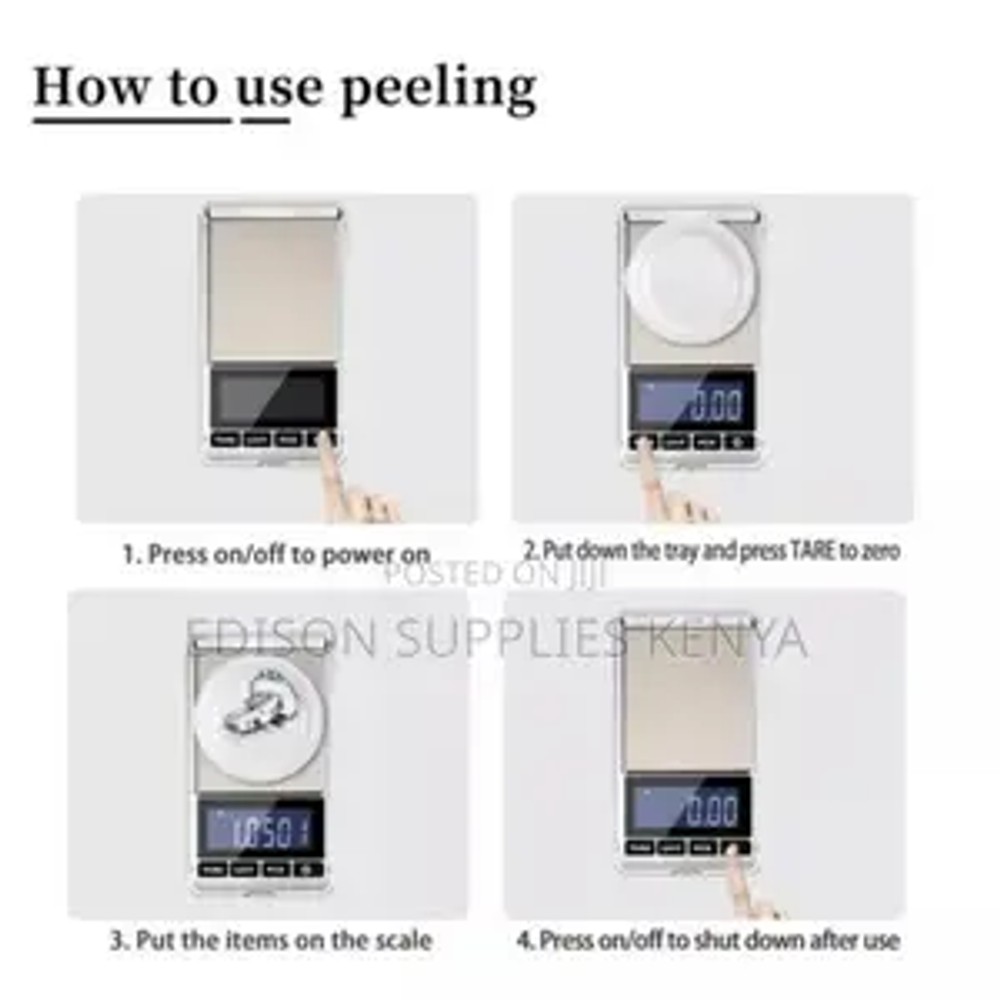 How to use peeling
0.00
1. Press on/off to power on
2. Put down the tray and press TARE to zero
POSTED ON JIJI
EDISON SUPPLIES KENYA
0.00
3. Put the items on the scale
4. Press on/off to shut down after use